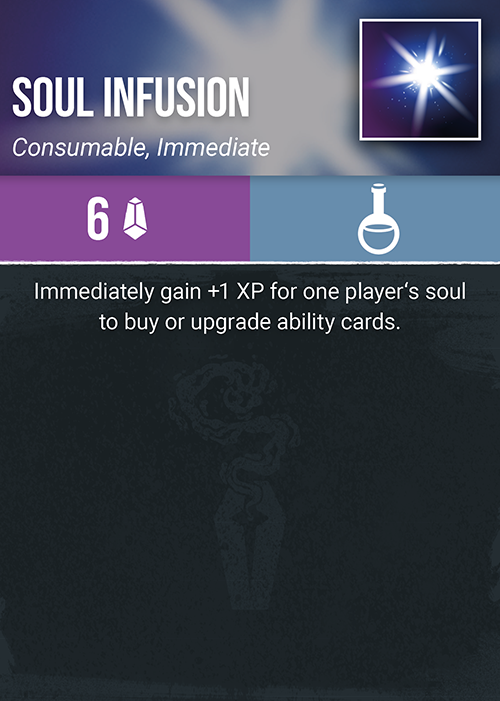 SOUL INFUSION
Consumable, Immediate
6
Immediately gain +1 XP for one player‘s soul
to buy or upgrade ability cards.